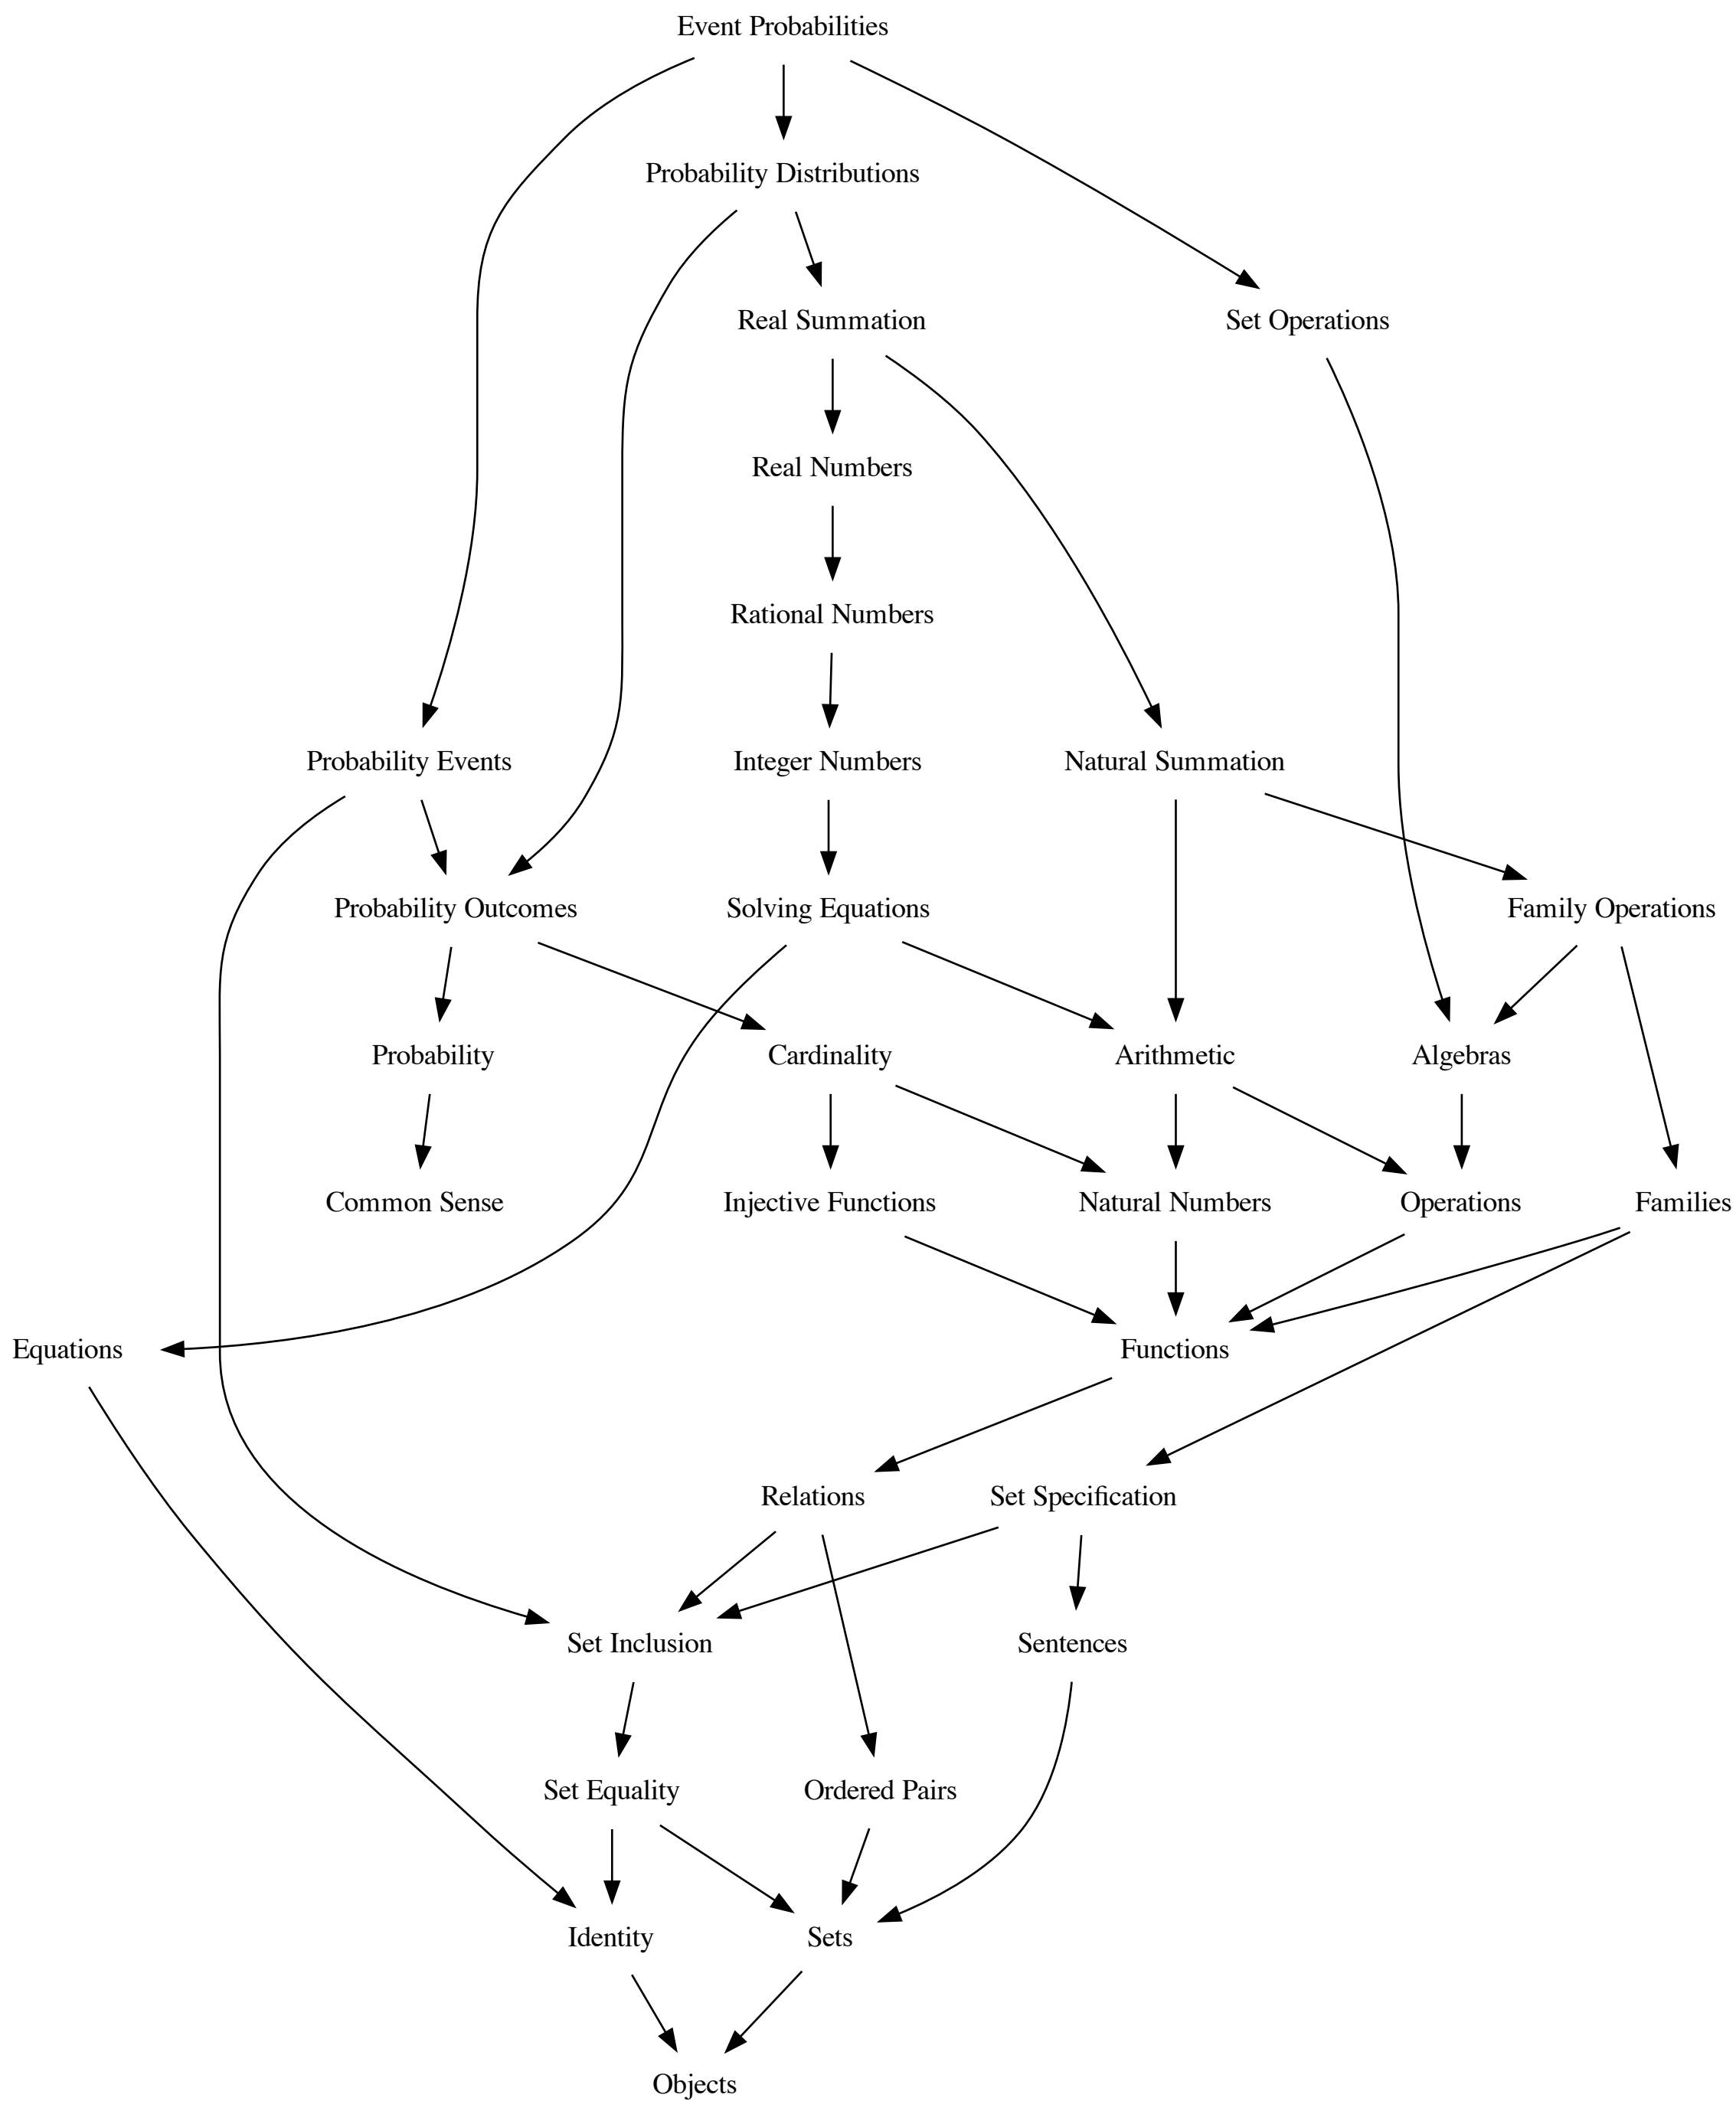 Event Probabilities
Probability Distributions
Real Summation
Set Operations
Real Numbers
Rational Numbers
Probability Events
Integer Numbers
Natural Summation
Probability Outcomes
Solving Equations
Family Operations
Probability
Cardinality
Arithmetic
Algebras
Common Sense
Injective Functions
Natural Numbers
Operations
Families
Equations
Functions
Relations
Set Specification
Set Inclusion
Sentences
Set Equality
Ordered Pairs
Identity
Sets
Objects